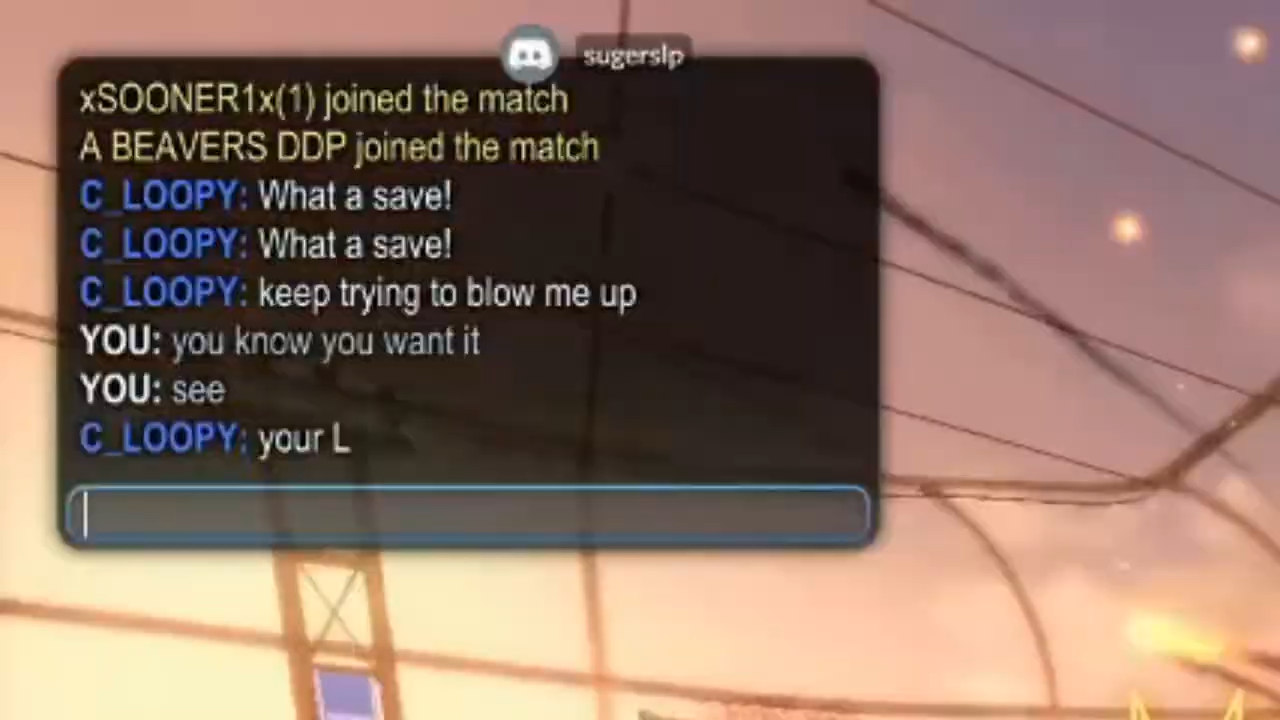 sugerslp
xSOONER1x(1) joined the match
A BEAVERS DDP joined the match
C_LOOPY: What a save!
C_LOOPY: What a save!
C_LOOPY: keep trying to blow me up
YOU: you know you want it
YOU: see
C_LOOPY: your L